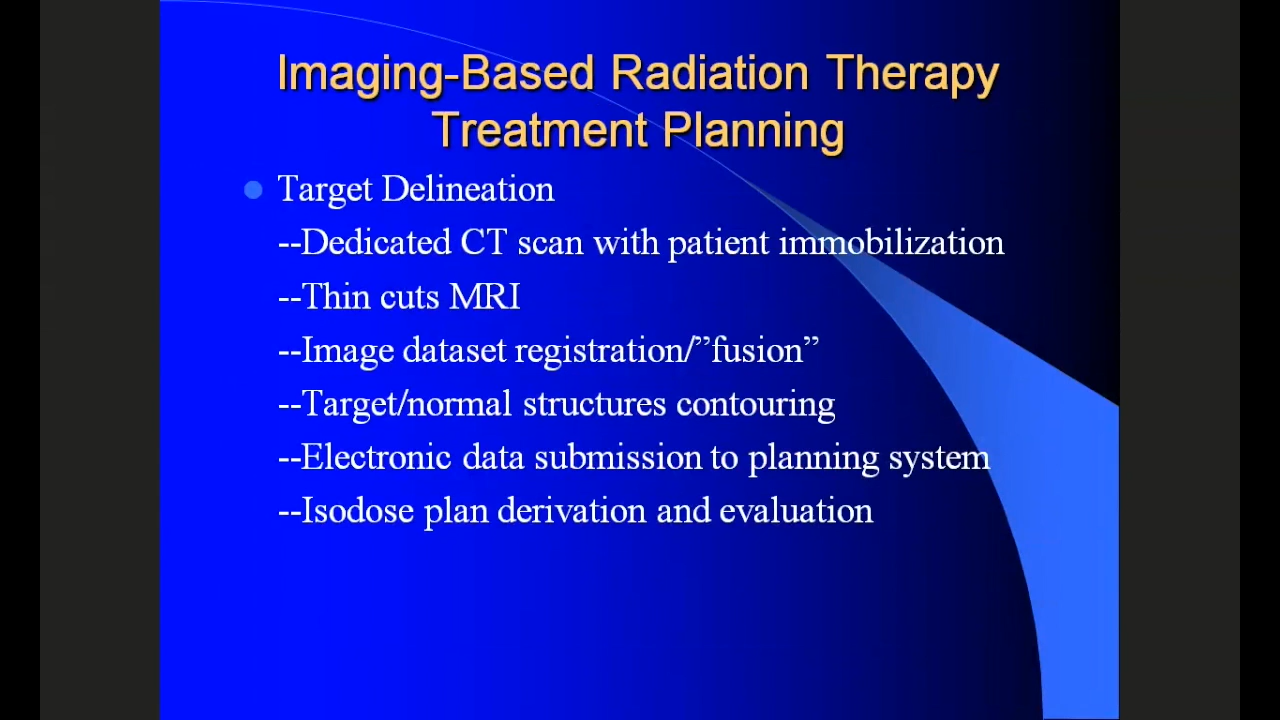 Imaging-Based Radiation Therapy
Treatment Planning
Target Delineation
--Dedicated CT scan with patient immobilization
--Thin cuts MRI
--Image dataset registration/”fusion”
--Target/normal structures contouring
--Electronic data submission to planning system
--Isodose plan derivation and evaluation